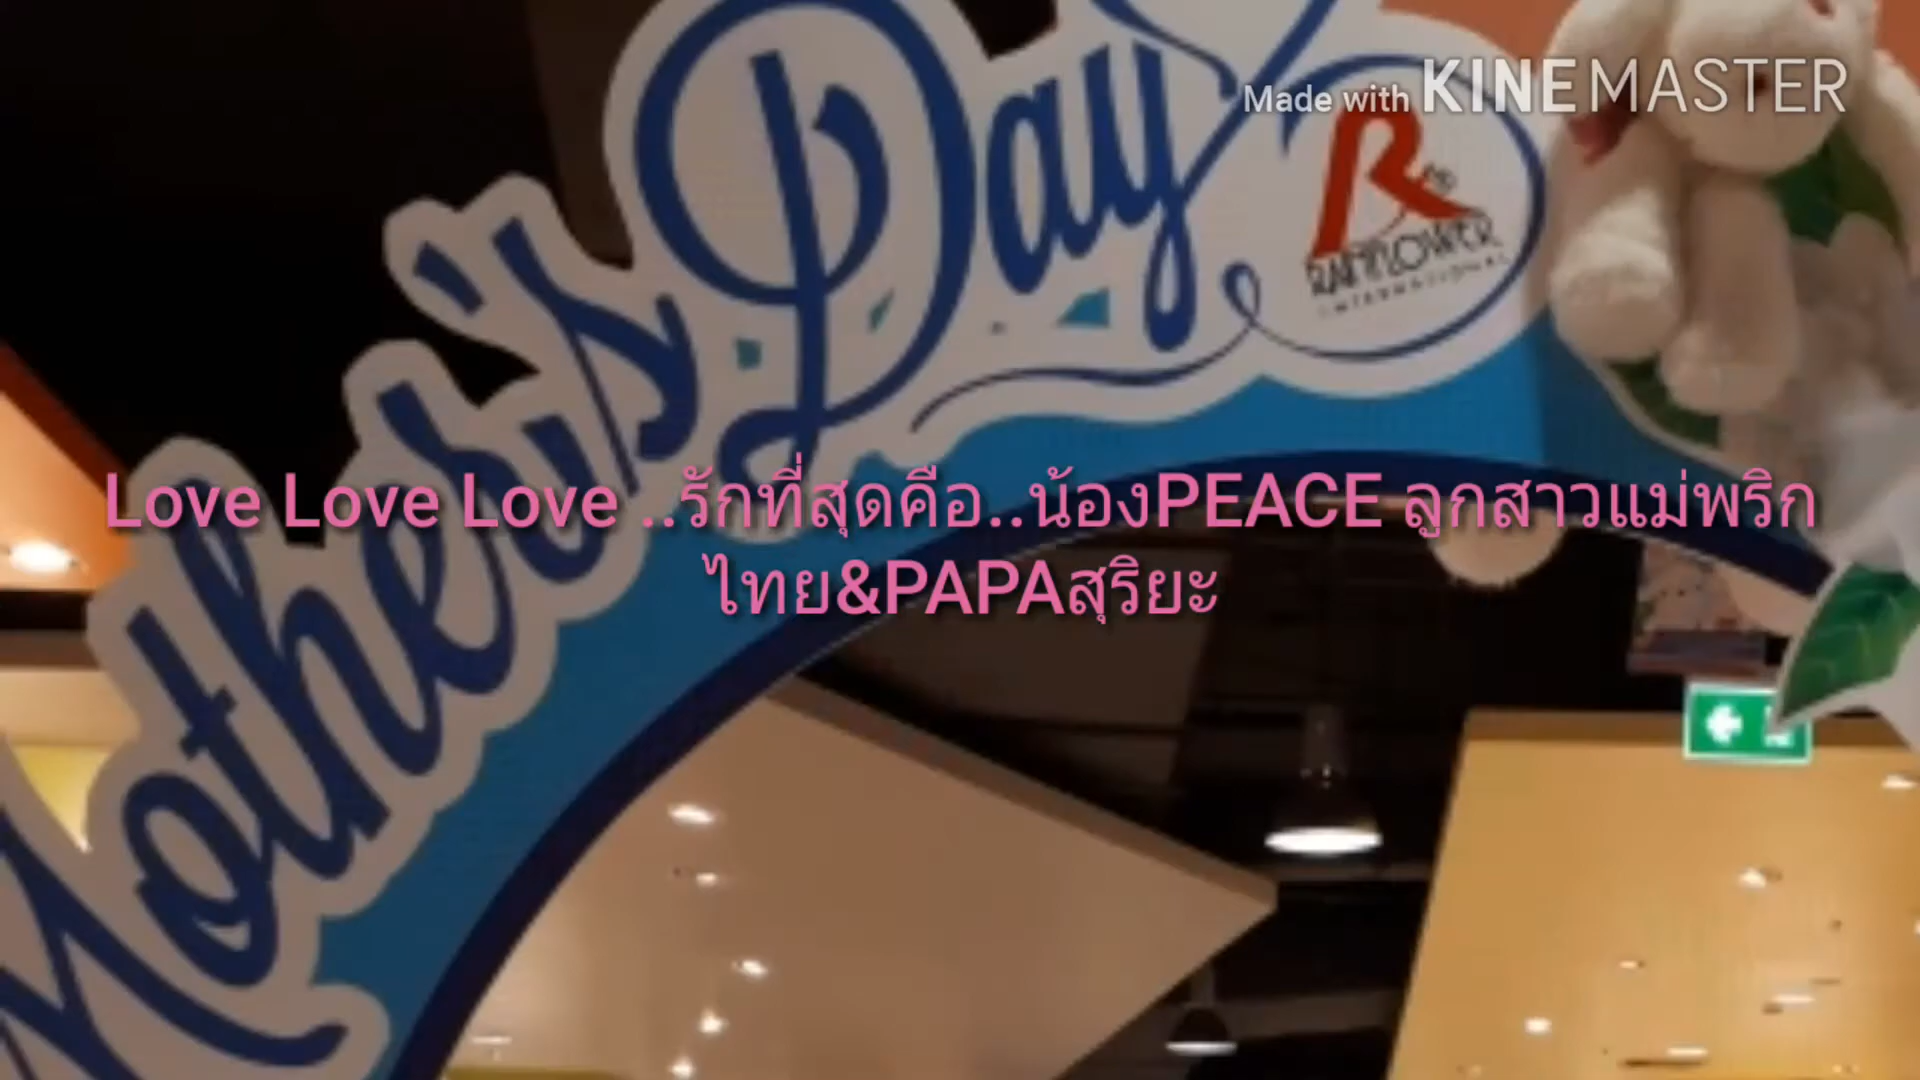 Made with KINEMASTER
Mother's Day
R
RAINFLOWER
INTERNATIONAL
Love Love Love ..รักที่สุดคือ..น้องPEACE ลูกสาวแม่พริก
ไทย&PAPAสุริยะ